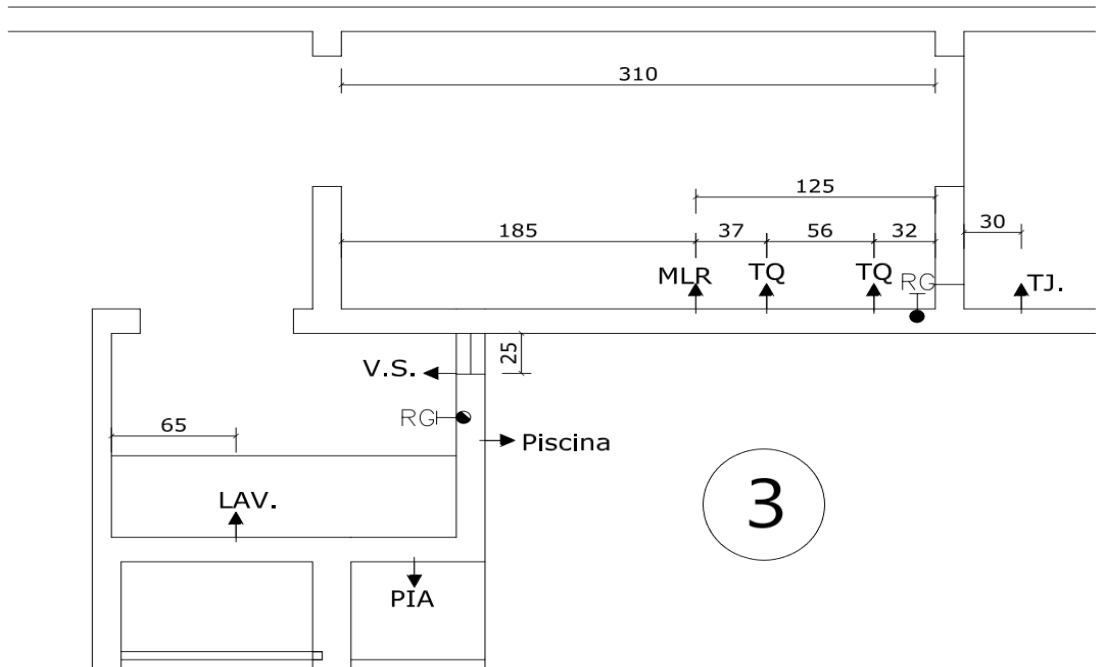 310
125
185
37
56
32
30
MLR
TQ
TQ
RG
TJ.
25
V.S.
RG
65
Piscina
LAV.
3
PIA